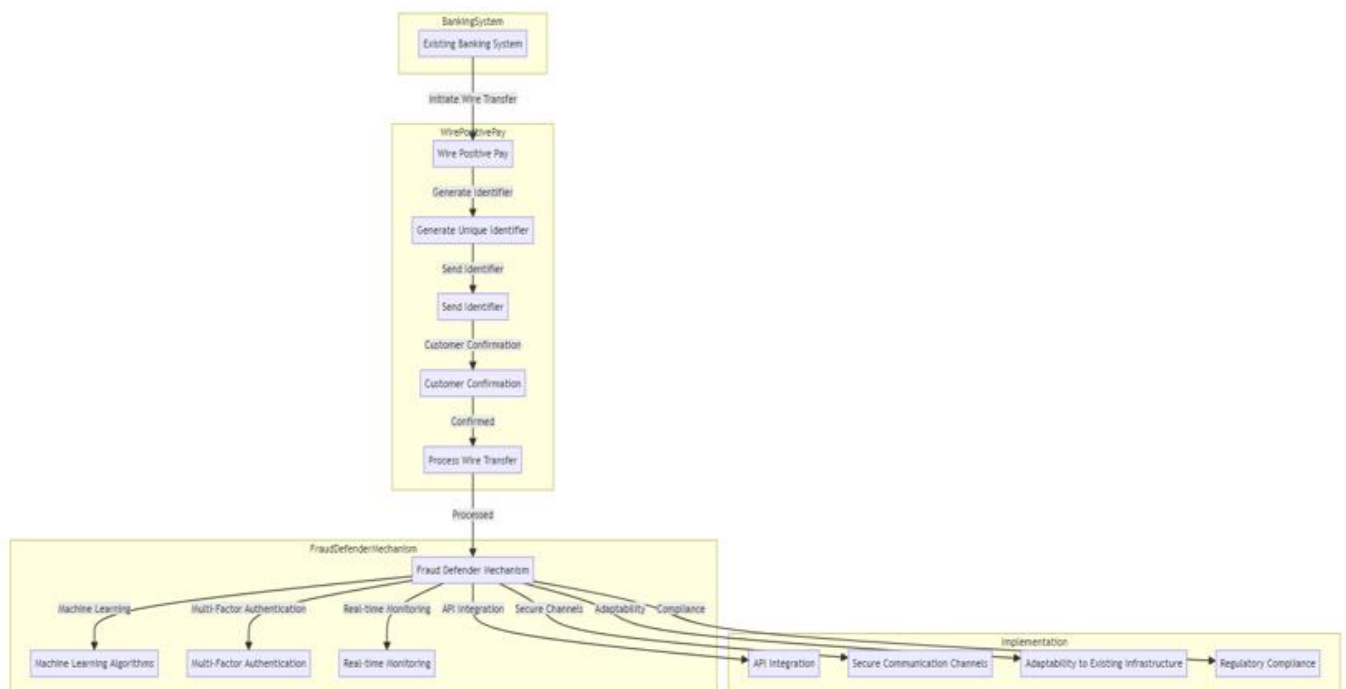 BankingSystem
Existing Banking System
Initiate Wire Transfer
WirePositivePay
Wire Positive Pay
Generate Identifier
Generate Unique Identifier
Send Identifier
Send Identifier
Customer Confirmation
Customer Confirmation
Confirmed
Process Wire Transfer
Processed
FraudDefenderMechanism
Fraud Defender Mechanism
Machine Learning
Multi-Factor Authentication
Real-time Monitoring
API Integration
Secure Channels
Adaptability
Compliance
Implementation
Machine Learning Algorithms
Multi-Factor Authentication
Real-time Monitoring
API Integration
Secure Communication Channels
Adaptability to Existing Infrastructure
Regulatory Compliance